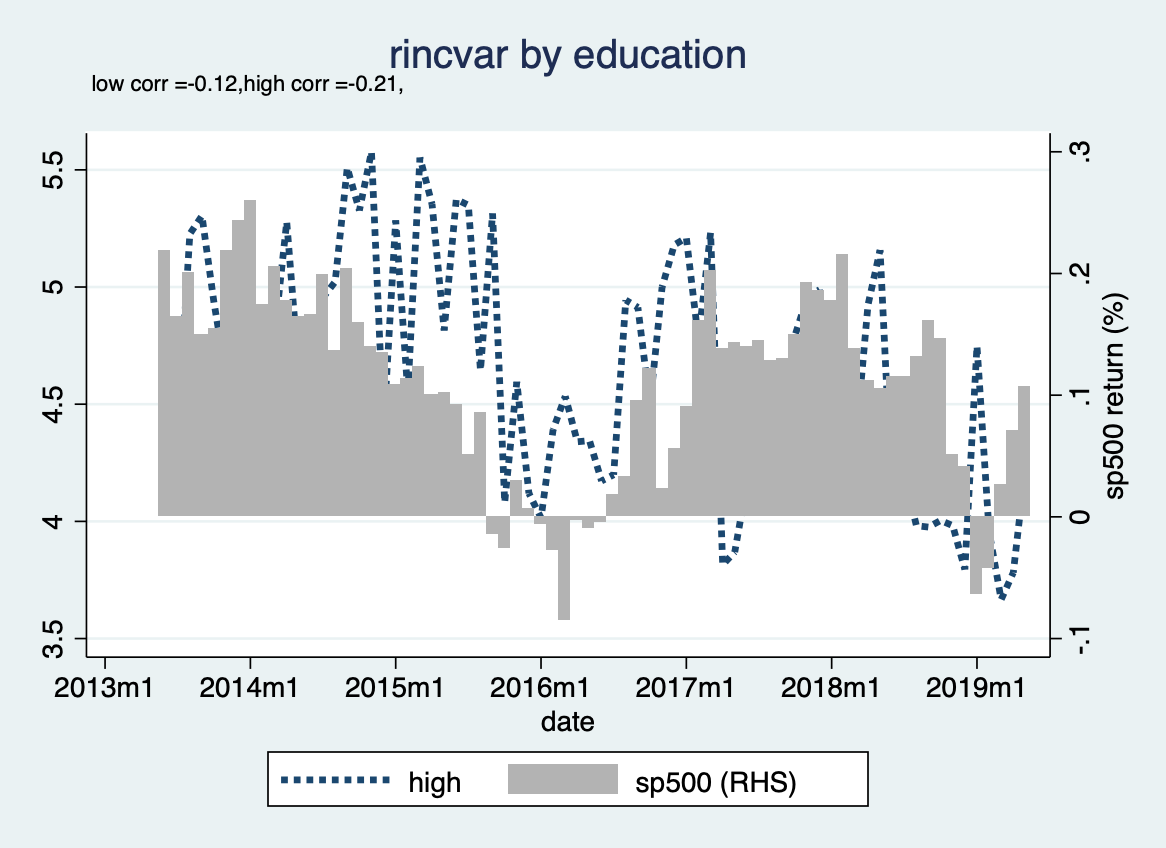 rincvar by education
low corr =-0.12,high corr =-0.21,
5.5
5
4.5
4
3.5
.3
.2
.1
0
-.1
sp500 return (%)
2013m1 2014m1 2015m1 2016m1 2017m1 2018m1 2019m1
date
high sp500 (RHS)